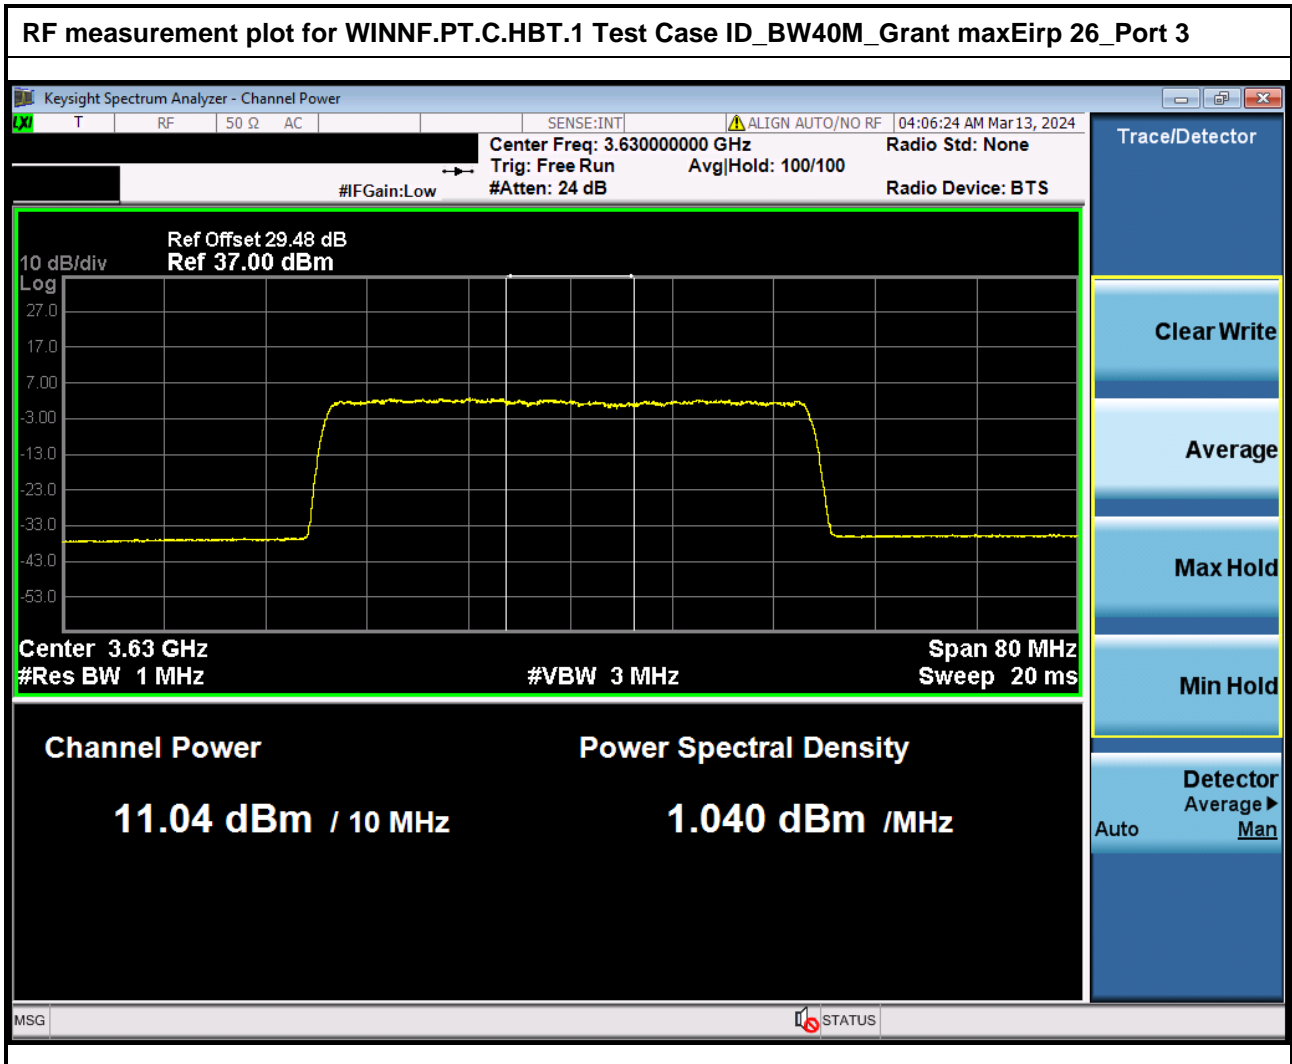 RF measurement plot for WINNF.PT.C.HBT.1 Test Case ID_BW40M_Grant maxEirp 26_Port 3
Keysight Spectrum Analyzer - Channel Power
LXI T RF 50 Ω AC SENSE:INT ALIGN AUTO/NO RF 04:06:24 AM Mar 13, 2024
Center Freq: 3.630000000 GHz Radio Std: None
Trig: Free Run Avg|Hold: 100/100
#IFGain:Low #Atten: 24 dB Radio Device: BTS
Ref Offset 29.48 dB
10 dB/div Ref 37.00 dBm
Log
27.0
17.0
7.00
-3.00
-13.0
-23.0
-33.0
-43.0
-53.0
Center 3.63 GHz Span 80 MHz
#Res BW 1 MHz #VBW 3 MHz Sweep 20 ms
Channel Power Power Spectral Density
11.04 dBm / 10 MHz 1.040 dBm /MHz
MSG STATUS
Trace/Detector
Clear Write
Average
Max Hold
Min Hold
Detector
Average
Auto Man